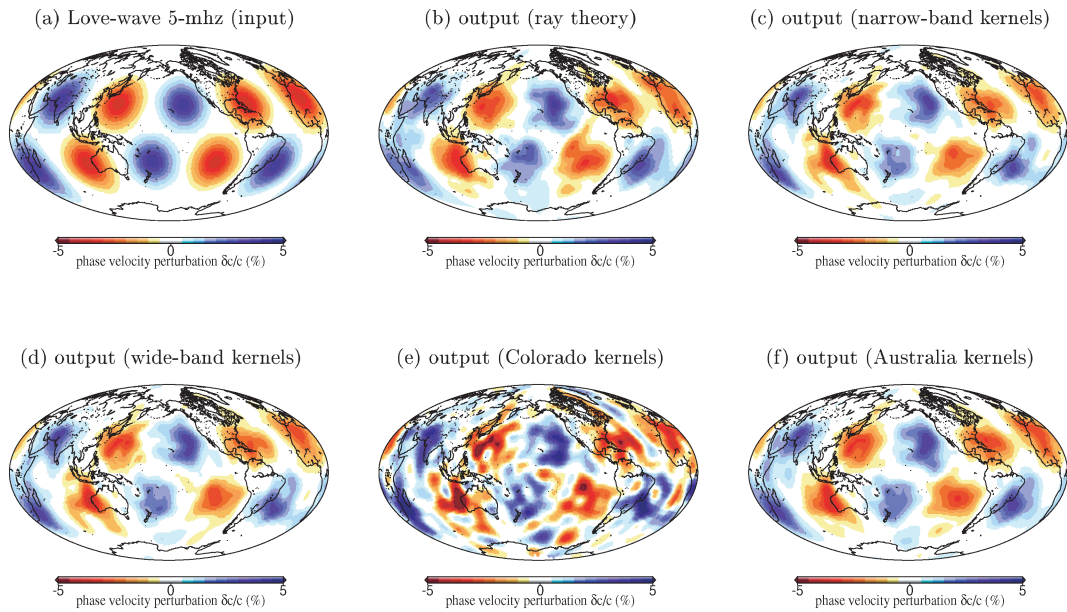 (a) Love-wave 5-mhz (input)
(b) output (ray theory)
(c) output (narrow-band kernels)
-5 0 5
phase velocity perturbation δc/c (%)
-5 0 5
phase velocity perturbation δc/c (%)
-5 0 5
phase velocity perturbation δc/c (%)
(d) output (wide-band kernels)
(e) output (Colorado kernels)
(f) output (Australia kernels)
-5 0 5
phase velocity perturbation δc/c (%)
-5 0 5
phase velocity perturbation δc/c (%)
-5 0 5
phase velocity perturbation δc/c (%)